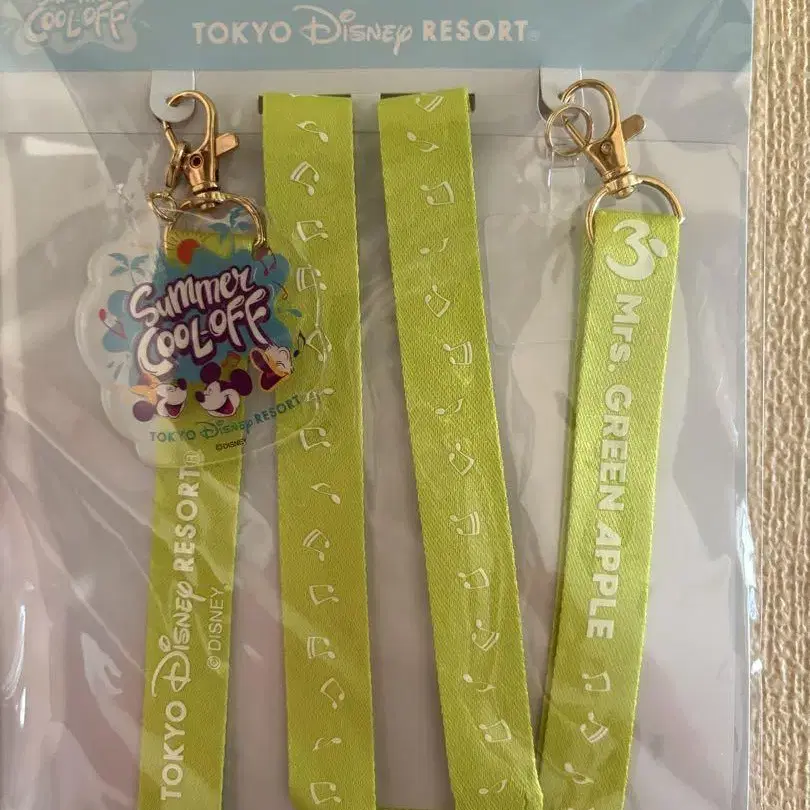 Summer
COOL-OFF
TOKYO Disney RESORT®
Summer
COOL-OFF
TOKYO Disney RESORT
©DISNEY
TOKYO Disney RESORT®
©DISNEY
Mrs. GREEN APPLE